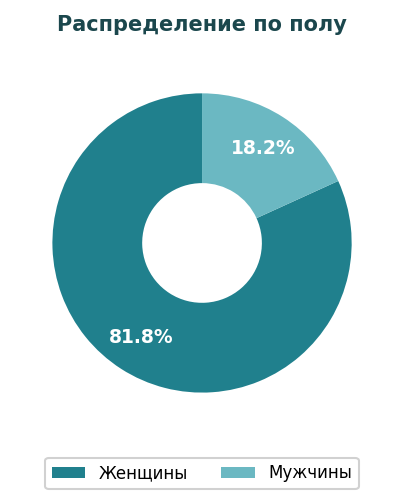 Распределение по полу
18.2%
81.8%
Женщины Мужчины